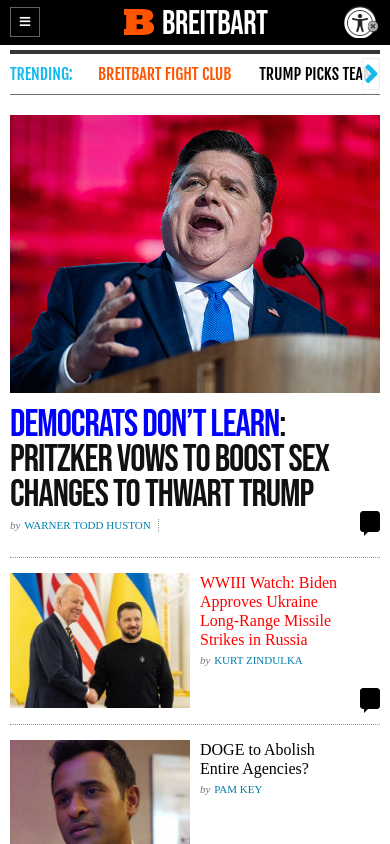 BREITBART
TRENDING:
BREITBART FIGHT CLUB
TRUMP PICKS TEA
DEMOCRATS DON’T LEARN:
PRITZKER VOWS TO BOOST SEX
CHANGES TO THWART TRUMP
by WARNER TODD HUSTON
WWIII Watch: Biden
Approves Ukraine
Long-Range Missile
Strikes in Russia
by KURT ZINDULKA
DOGE to Abolish
Entire Agencies?
by PAM KEY